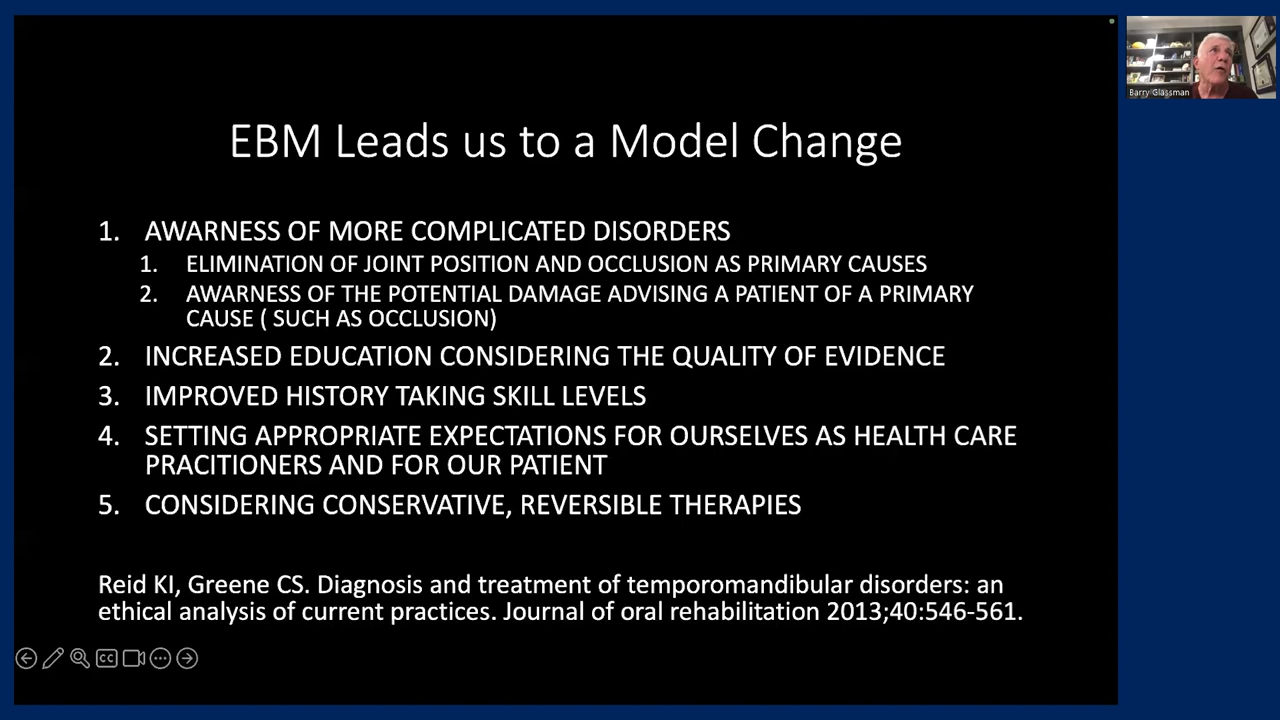 EBM Leads us to a Model Change
1. AWARNESS OF MORE COMPLICATED DISORDERS
1. ELIMINATION OF JOINT POSITION AND OCCLUSION AS PRIMARY CAUSES
2. AWARNESS OF THE POTENTIAL DAMAGE ADVISING A PATIENT OF A PRIMARY
CAUSE ( SUCH AS OCCLUSION)
2. INCREASED EDUCATION CONSIDERING THE QUALITY OF EVIDENCE
3. IMPROVED HISTORY TAKING SKILL LEVELS
4. SETTING APPROPRIATE EXPECTATIONS FOR OURSELVES AS HEALTH CARE
PRACITIONERS AND FOR OUR PATIENT
5. CONSIDERING CONSERVATIVE, REVERSIBLE THERAPIES
Reid KI, Greene CS. Diagnosis and treatment of temporomandibular disorders: an
ethical analysis of current practices. Journal of oral rehabilitation 2013;40:546-561.
CC
Barry Glassman